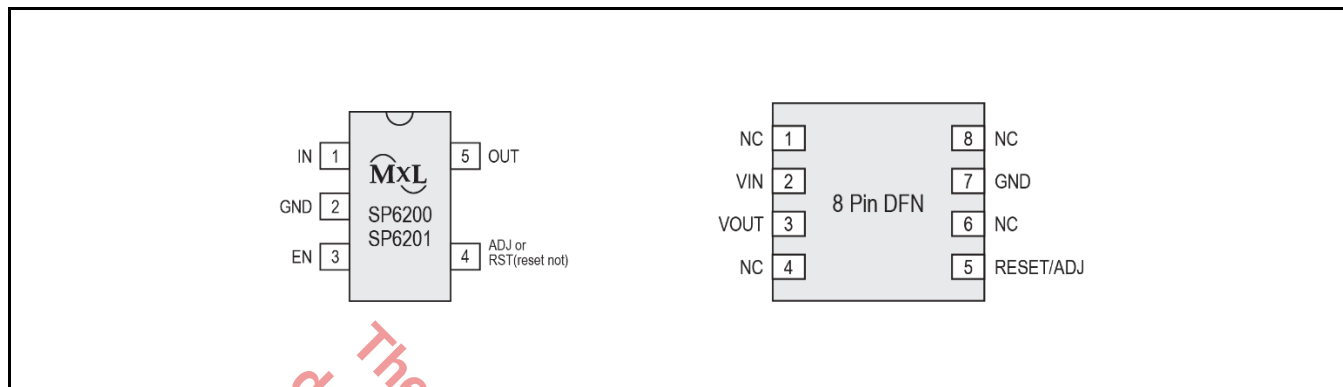 IN 1
GND 2
EN 3
MxL
SP6200
SP6201
5 OUT
4 ADJ or
RST(reset not)
NC 1
VIN 2
VOUT 3
NC 4
8 Pin DFN
8 NC
7 GND
6 NC
5 RESET/ADJ
The